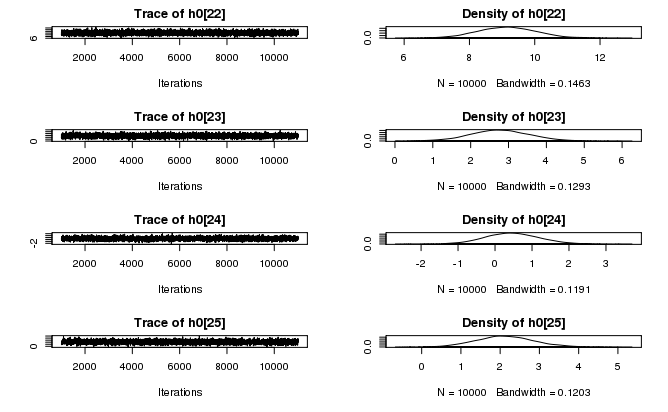 Trace of h0[22]
6
2000 4000 6000 8000 10000
Iterations
Density of h0[22]
0.0
6 8 10 12
N = 10000 Bandwidth = 0.1463
Trace of h0[23]
0
2000 4000 6000 8000 10000
Iterations
Density of h0[23]
0.0
0 1 2 3 4 5 6
N = 10000 Bandwidth = 0.1293
Trace of h0[24]
-2
2000 4000 6000 8000 10000
Iterations
Density of h0[24]
0.0
-2 -1 0 1 2 3
N = 10000 Bandwidth = 0.1191
Trace of h0[25]
0
2000 4000 6000 8000 10000
Iterations
Density of h0[25]
0.0
0 1 2 3 4 5
N = 10000 Bandwidth = 0.1203